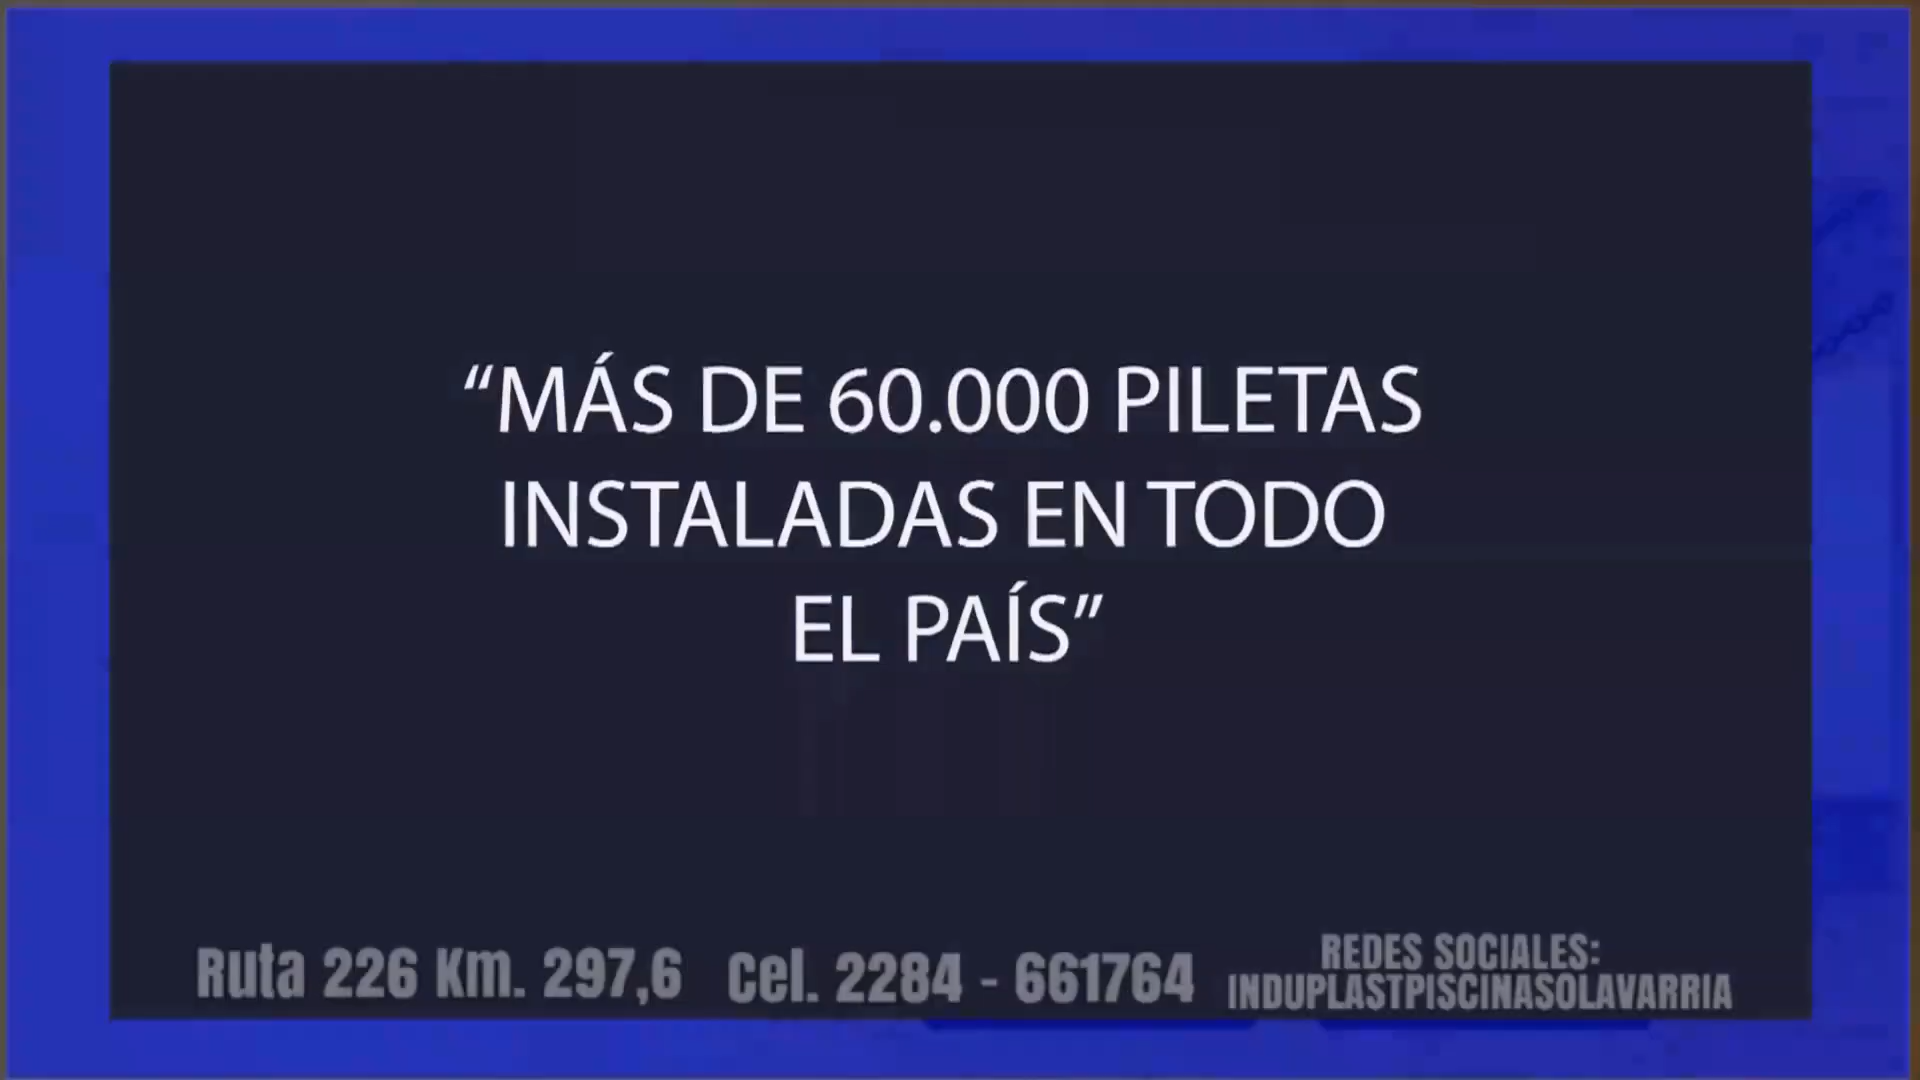 “MÁS DE 60.000 PILETAS
INSTALADAS EN TODO
EL PAÍS”
Ruta 226 Km. 297,6
Cel. 2284 - 661764
REDES SOCIALES:
INDUPLASTPISCINASOLAVARRIA